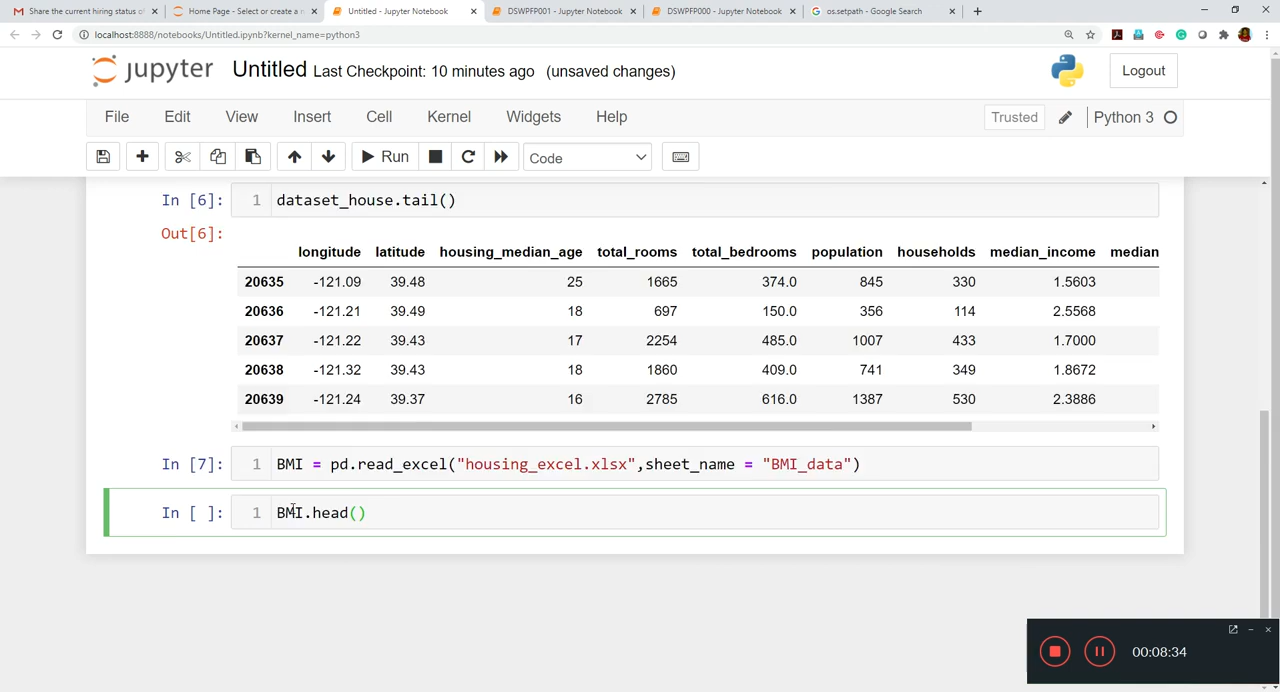 Share the current hiring status of
Home Page - Select or create a n
Untitled - Jupyter Notebook
DSWPFP001 - Jupyter Notebook
DSWPFP000 - Jupyter Notebook
os.setpath - Google Search
localhost:8888/notebooks/Untitled.ipynb?kernel_name=python3
jupyter Untitled Last Checkpoint: 10 minutes ago (unsaved changes)
Logout
File Edit View Insert Cell Kernel Widgets Help
Trusted Python 3
Run Code
In [6]: 1 dataset_house.tail()
Out[6]:
longitude latitude housing_median_age total_rooms total_bedrooms population households median_income median
20635 -121.09 39.48 25 1665 374.0 845 330 1.5603
20636 -121.21 39.49 18 697 150.0 356 114 2.5568
20637 -121.22 39.43 17 2254 485.0 1007 433 1.7000
20638 -121.32 39.43 18 1860 409.0 741 349 1.8672
20639 -121.24 39.37 16 2785 616.0 1387 530 2.3886
In [7]: 1 BMI = pd.read_excel("housing_excel.xlsx",sheet_name = "BMI_data")
In [ ]: 1 BMI.head()
00:08:34